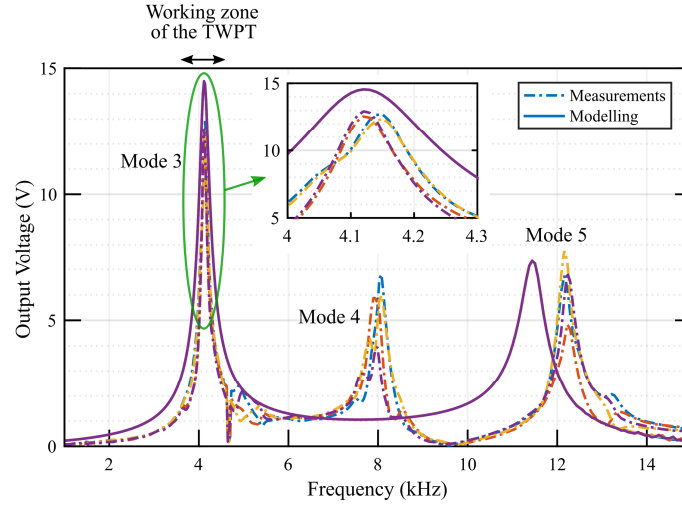 Working zone
of the TWPT
15
10
5
0
Output Voltage (V)
Mode 3
15
10
5
4
4.1
4.2
4.3
Measurements
Modelling
Mode 5
Mode 4
2
4
6
8
10
12
14
Frequency (kHz)